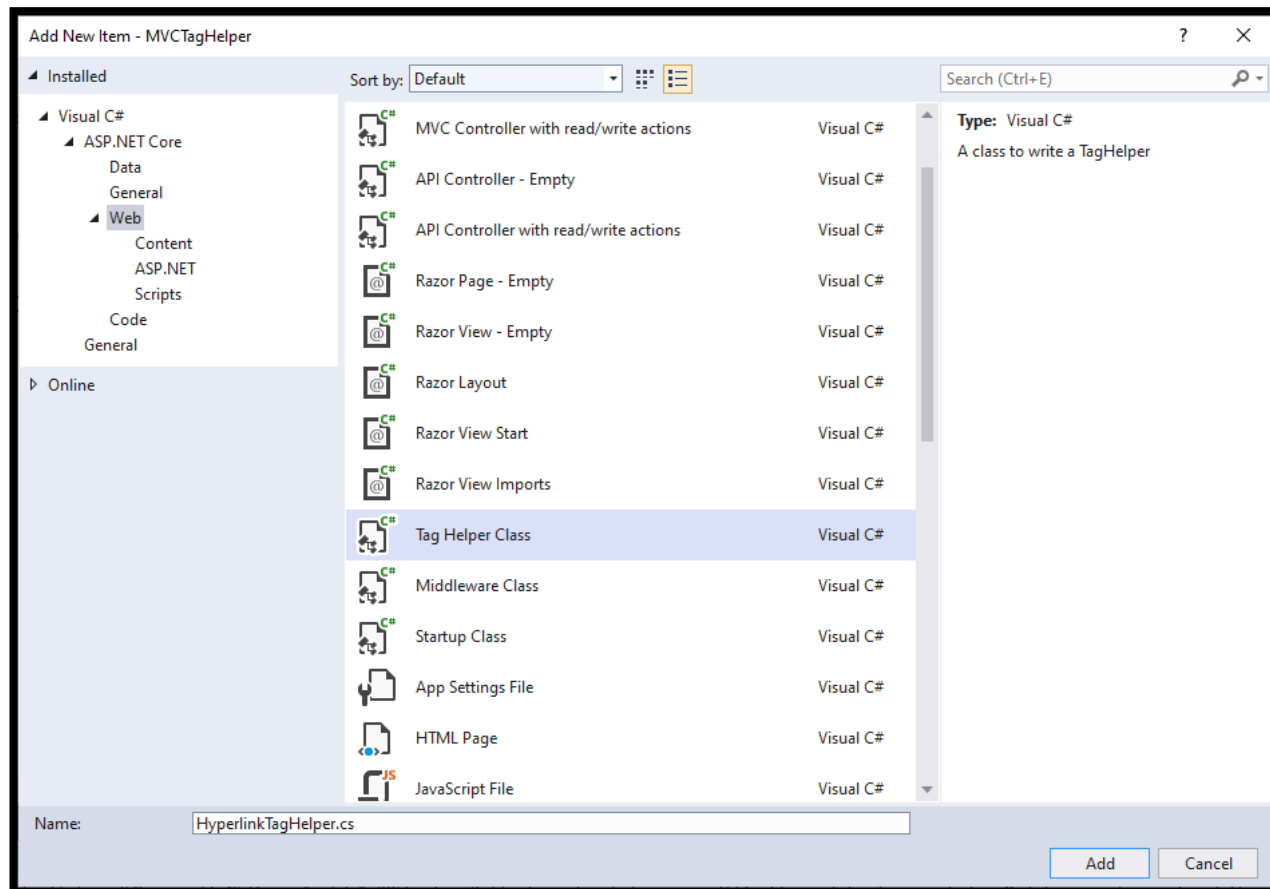 Add New Item - MVCTagHelper ?
Installed
Sort by: Default
Search (Ctrl+E)
Visual C#
ASP.NET Core
Data
General
Web
Content
ASP.NET
Scripts
Code
General
Online
C# MVC Controller with read/write actions Visual C#
C# API Controller - Empty Visual C#
C# API Controller with read/write actions Visual C#
C# @ Razor Page - Empty Visual C#
C# @ Razor View - Empty Visual C#
C# @ Razor Layout Visual C#
C# @ Razor View Start Visual C#
C# @ Razor View Imports Visual C#
C# Tag Helper Class Visual C#
C# Middleware Class Visual C#
C# Startup Class Visual C#
App Settings File Visual C#
HTML Page Visual C#
JS JavaScript File Visual C#
Type: Visual C#
A class to write a TagHelper
Name: HyperlinkTagHelper.cs
Add Cancel